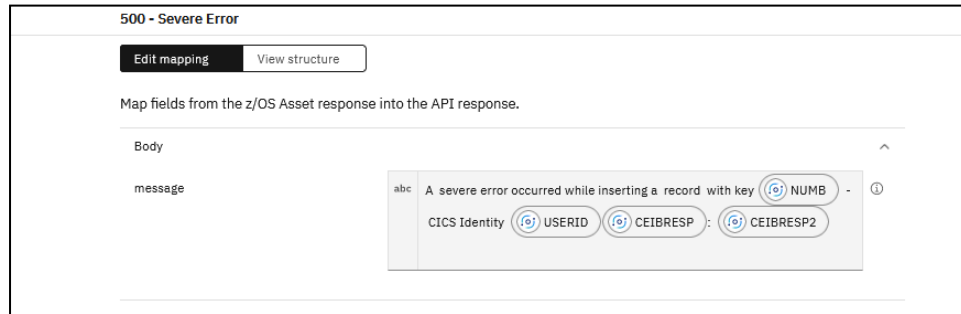 500 - Severe Error
Edit mapping View structure
Map fields from the z/OS Asset response into the API response.
Body
message abc A severe error occurred while inserting a record with key NUMB -
CICS Identity USERID CEIBRESP : CEIBRESP2